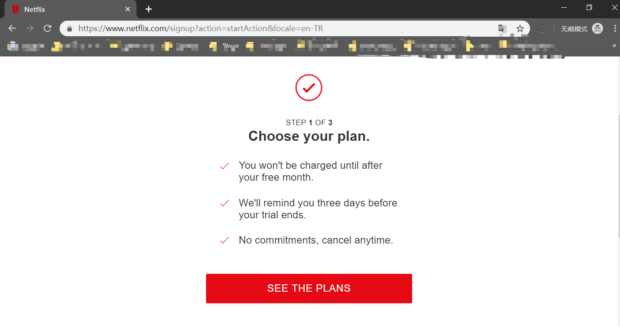 Netflix
https://www.netflix.com/signup?action=startAction&locale=en-TR
无痕模式
STEP 1 OF 3
Choose your plan.
You won't be charged until after
your free month.
We'll remind you three days before
your trial ends.
No commitments, cancel anytime.
SEE THE PLANS